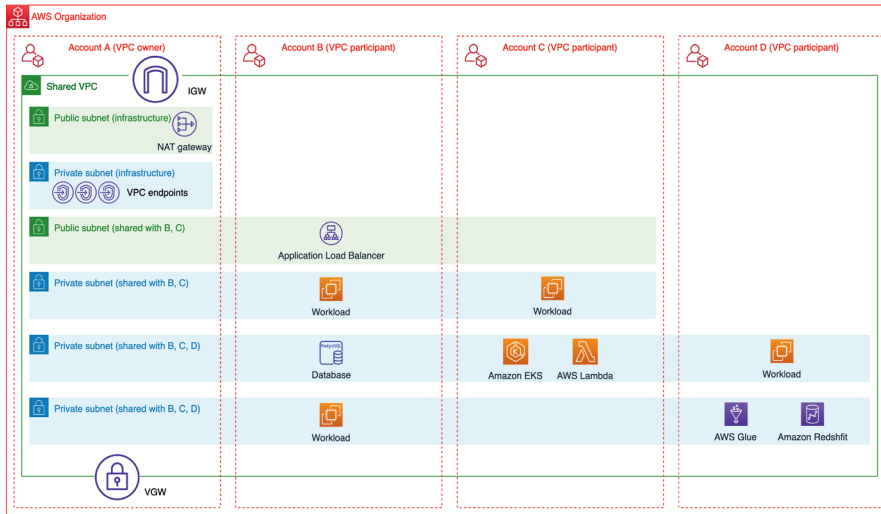 AWS Organization
Account A (VPC owner)
Account B (VPC participant)
Account C (VPC participant)
Account D (VPC participant)
Shared VPC
IGW
Public subnet (infrastructure)
NAT gateway
Private subnet (infrastructure)
VPC endpoints
Public subnet (shared with B, C)
Application Load Balancer
Private subnet (shared with B, C)
Workload
Workload
Private subnet (shared with B, C, D)
PostgreSQL
Database
Amazon EKS
AWS Lambda
Workload
Private subnet (shared with B, C, D)
Workload
AWS Glue
Amazon Redshfit
VGW